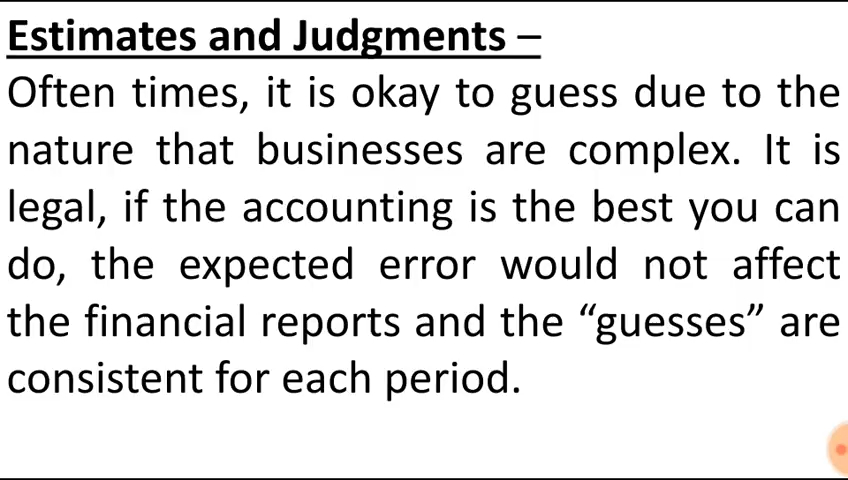 Estimates and Judgments –
Often times, it is okay to guess due to the
nature that businesses are complex. It is
legal, if the accounting is the best you can
do, the expected error would not affect
the financial reports and the “guesses” are
consistent for each period.